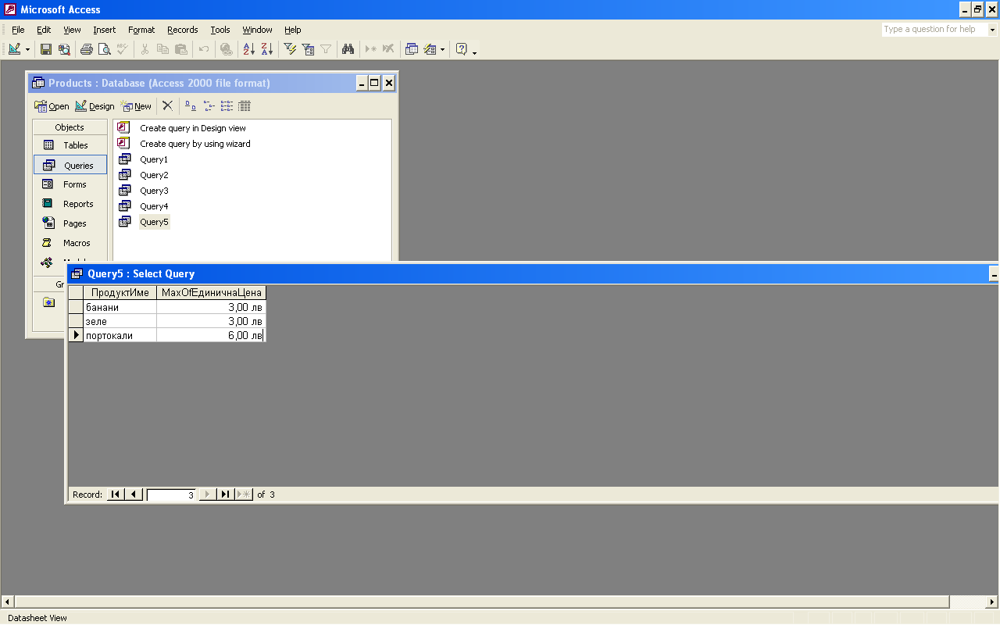 Microsoft Access
File Edit View Insert Format Records Tools Window Help
Type a question for help
Products : Database (Access 2000 file format)
Open Design New
Objects
Tables
Queries
Forms
Reports
Pages
Macros
Create query in Design view
Create query by using wizard
Query1
Query2
Query3
Query4
Query5
Query5 : Select Query
ПродуктИме MaxOfЕдиничнаЦена
банани 3,00 лв
зеле 3,00 лв
портокали 6,00 лв
Record: 3 of 3
Datasheet View